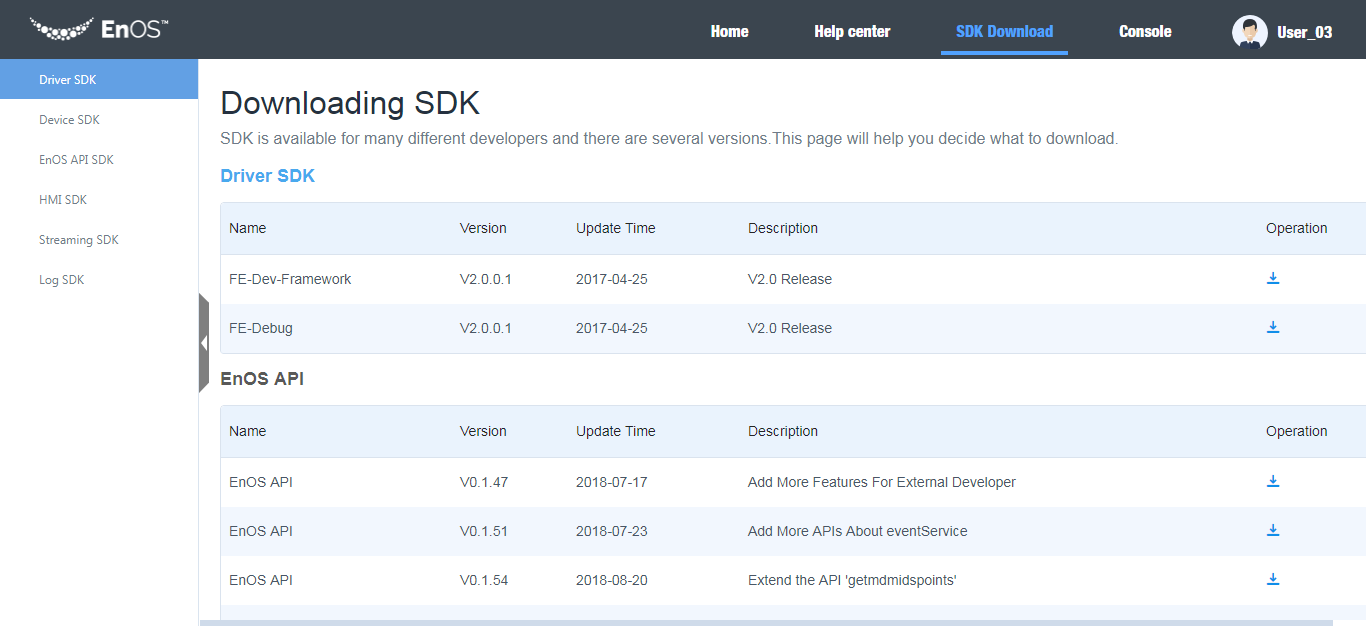 EnOS™
Home Help center SDK Download Console User_03
Driver SDK
Device SDK
EnOS API SDK
HMI SDK
Streaming SDK
Log SDK
Downloading SDK
SDK is available for many different developers and there are several versions.This page will help you decide what to download.
Driver SDK
Name Version Update Time Description Operation
FE-Dev-Framework V2.0.0.1 2017-04-25 V2.0 Release
FE-Debug V2.0.0.1 2017-04-25 V2.0 Release
EnOS API
Name Version Update Time Description Operation
EnOS API V0.1.47 2018-07-17 Add More Features For External Developer
EnOS API V0.1.51 2018-07-23 Add More APIs About eventService
EnOS API V0.1.54 2018-08-20 Extend the API 'getmdmidspoints'